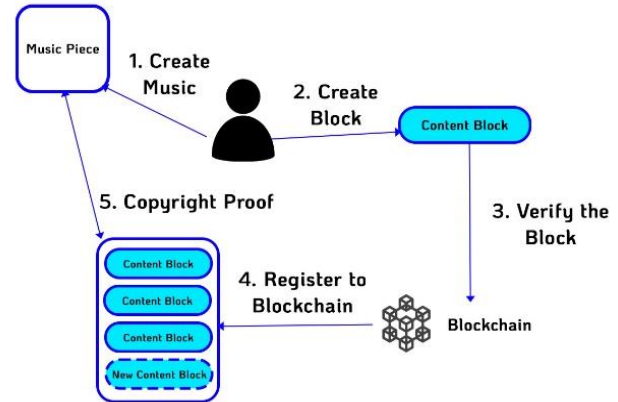 Music Piece
1. Create
Music
2. Create
Block
Content Block
3. Verify the
Block
5. Copyright Proof
Content Block
Content Block
Content Block
New Content Block
4. Register to
Blockchain
Blockchain